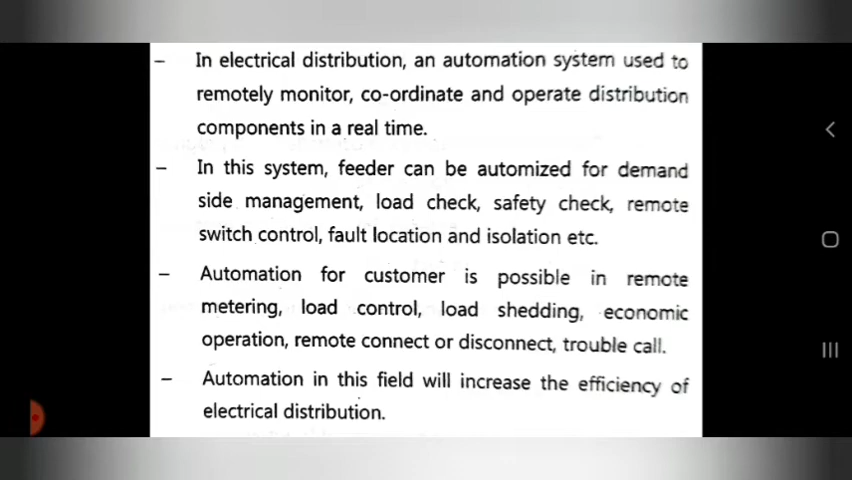 - In electrical distribution, an automation system used to
remotely monitor, co-ordinate and operate distribution
components in a real time.
- In this system, feeder can be automized for demand
side management, load check, safety check, remote
switch control, fault location and isolation etc.
- Automation for customer is possible in remote
metering, load control, load shedding, economic
operation, remote connect or disconnect, trouble call.
- Automation in this field will increase the efficiency of
electrical distribution.